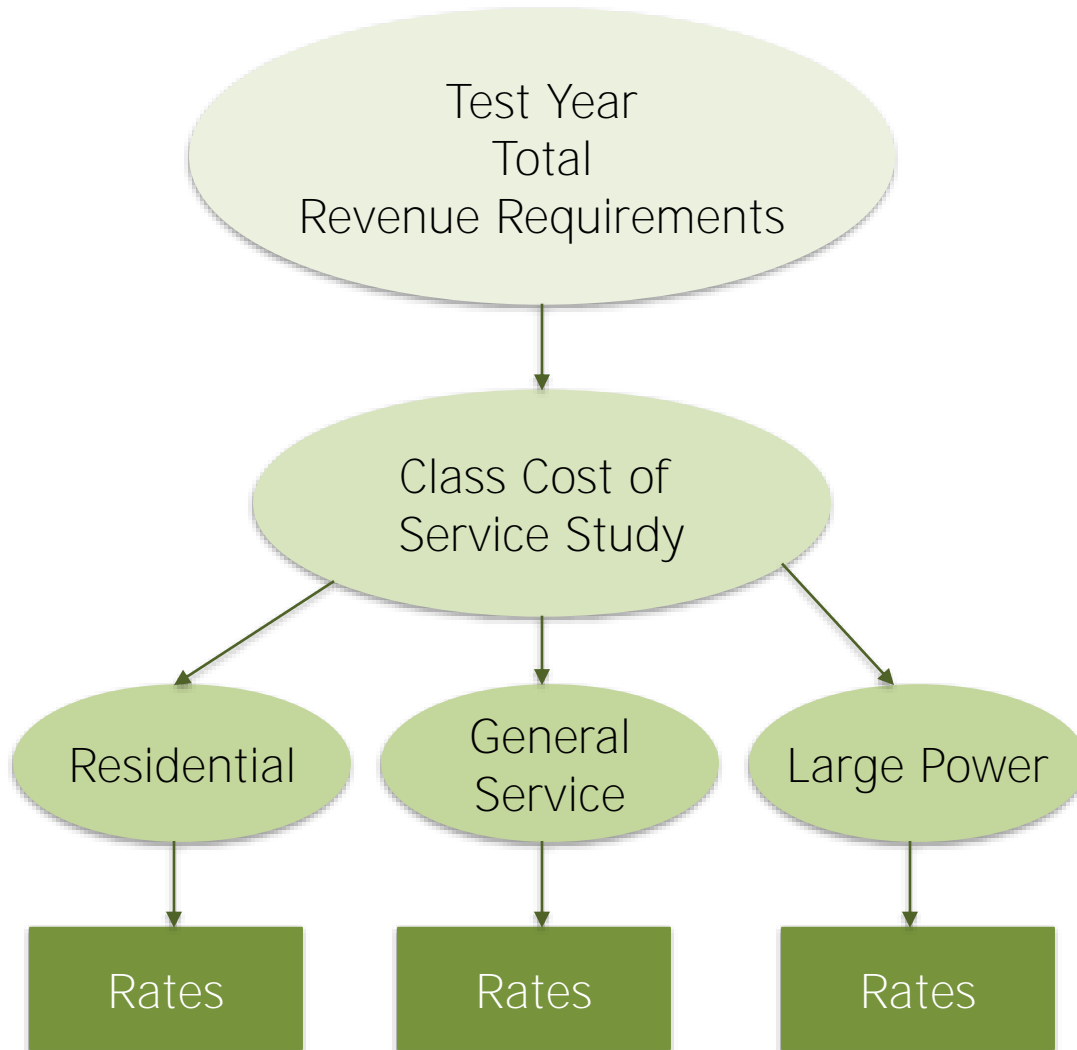 Test Year
Total
Revenue Requirements
Class Cost of
Service Study
Residential
General
Service
Large Power
Rates
Rates
Rates